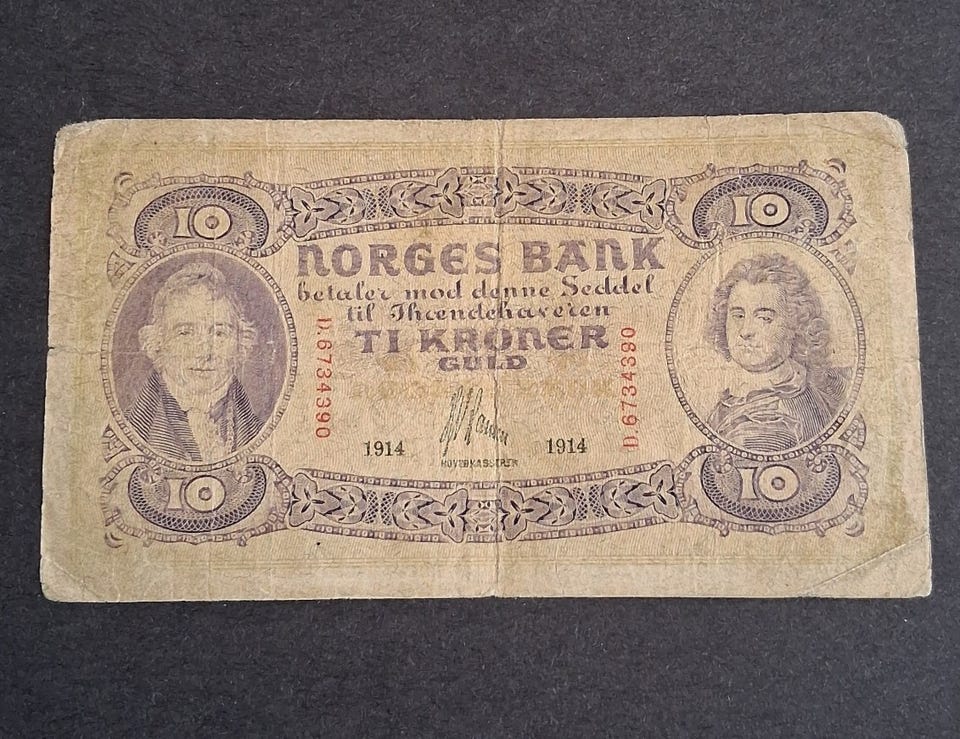 10 10
NORGES BANK
betaler mod denne Seddel
til Ihændehaveren
TI KRONER
GULD
D.6734390
D.6734390
1914 1914
HOVEDKASSERER
10 10